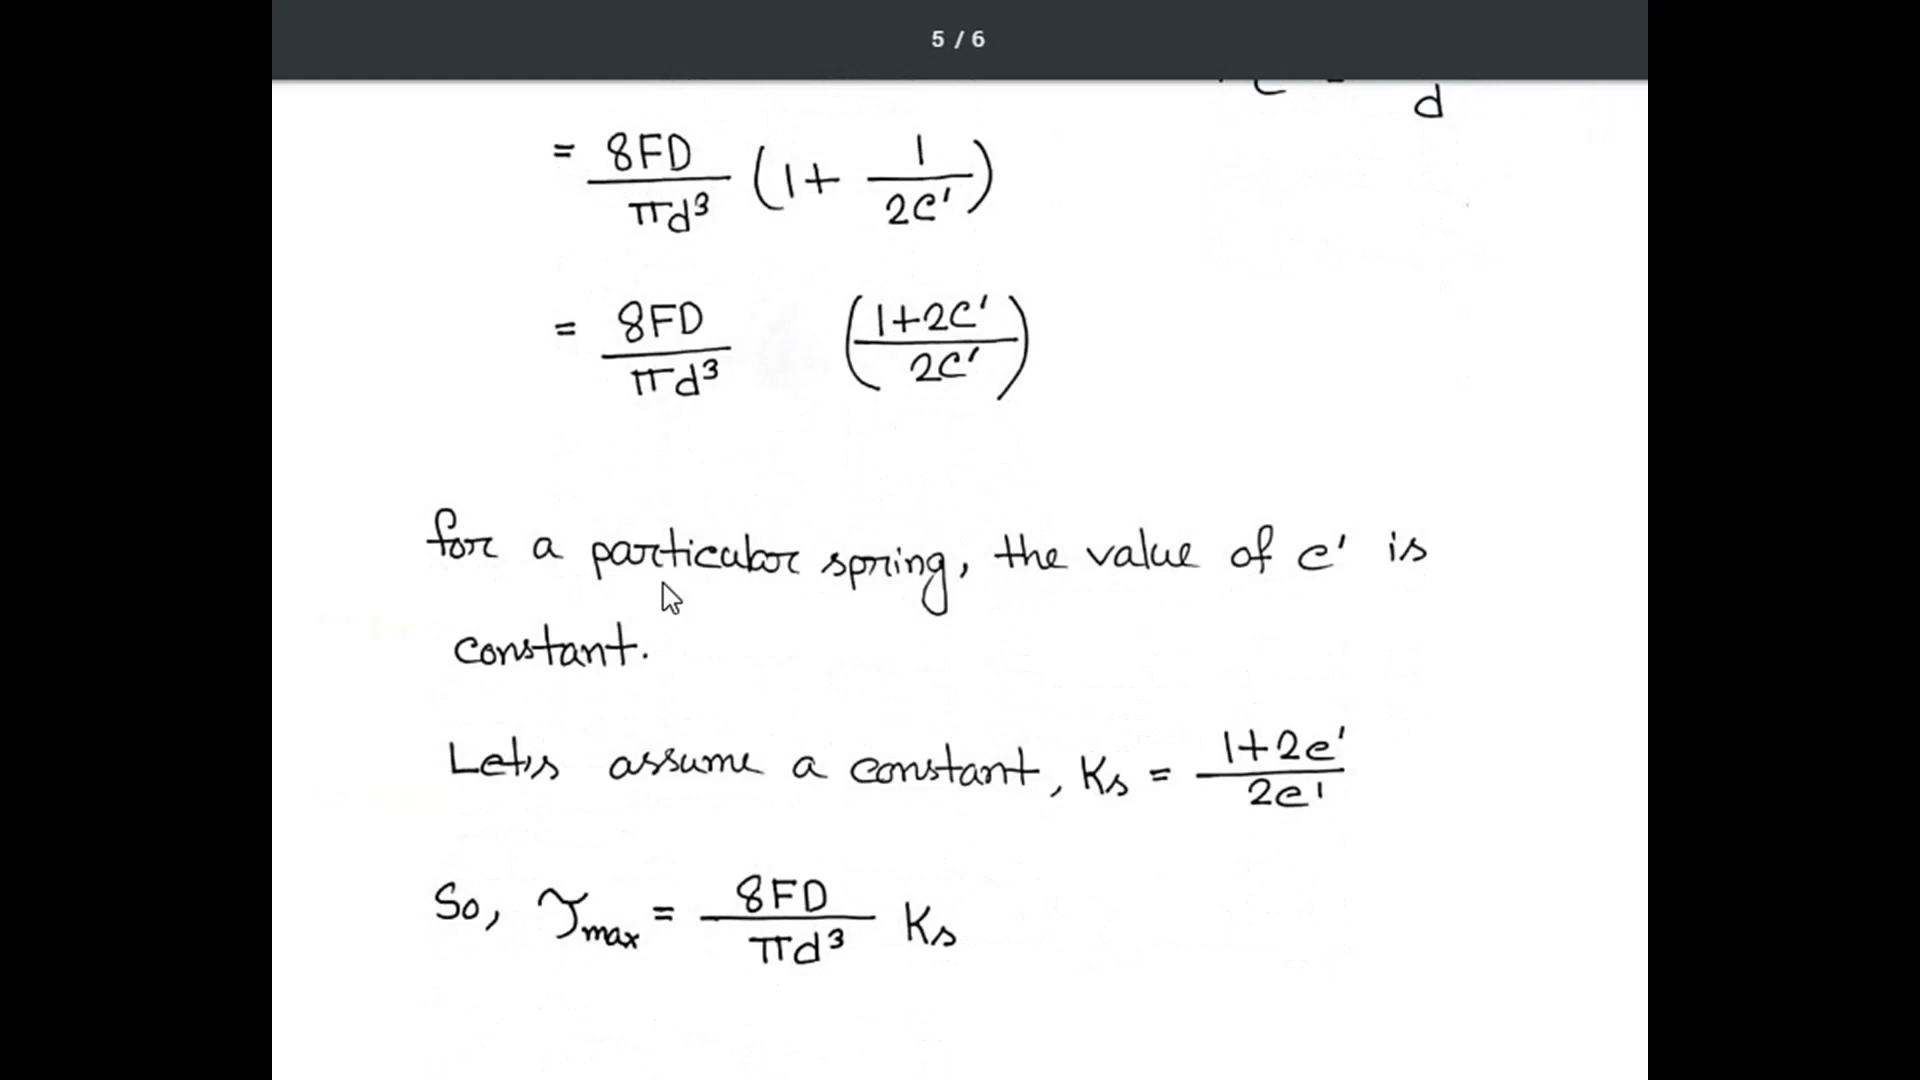 5 / 6
d
= 8FD/πd³ (1 + 1/2C')
= 8FD/πd³ (1+2C'/2C')
for a particular spring, the value of c' is
constant.
Let's assume a constant, Ks = 1+2c'/2c'
So, τmax = 8FD/πd³ Ks